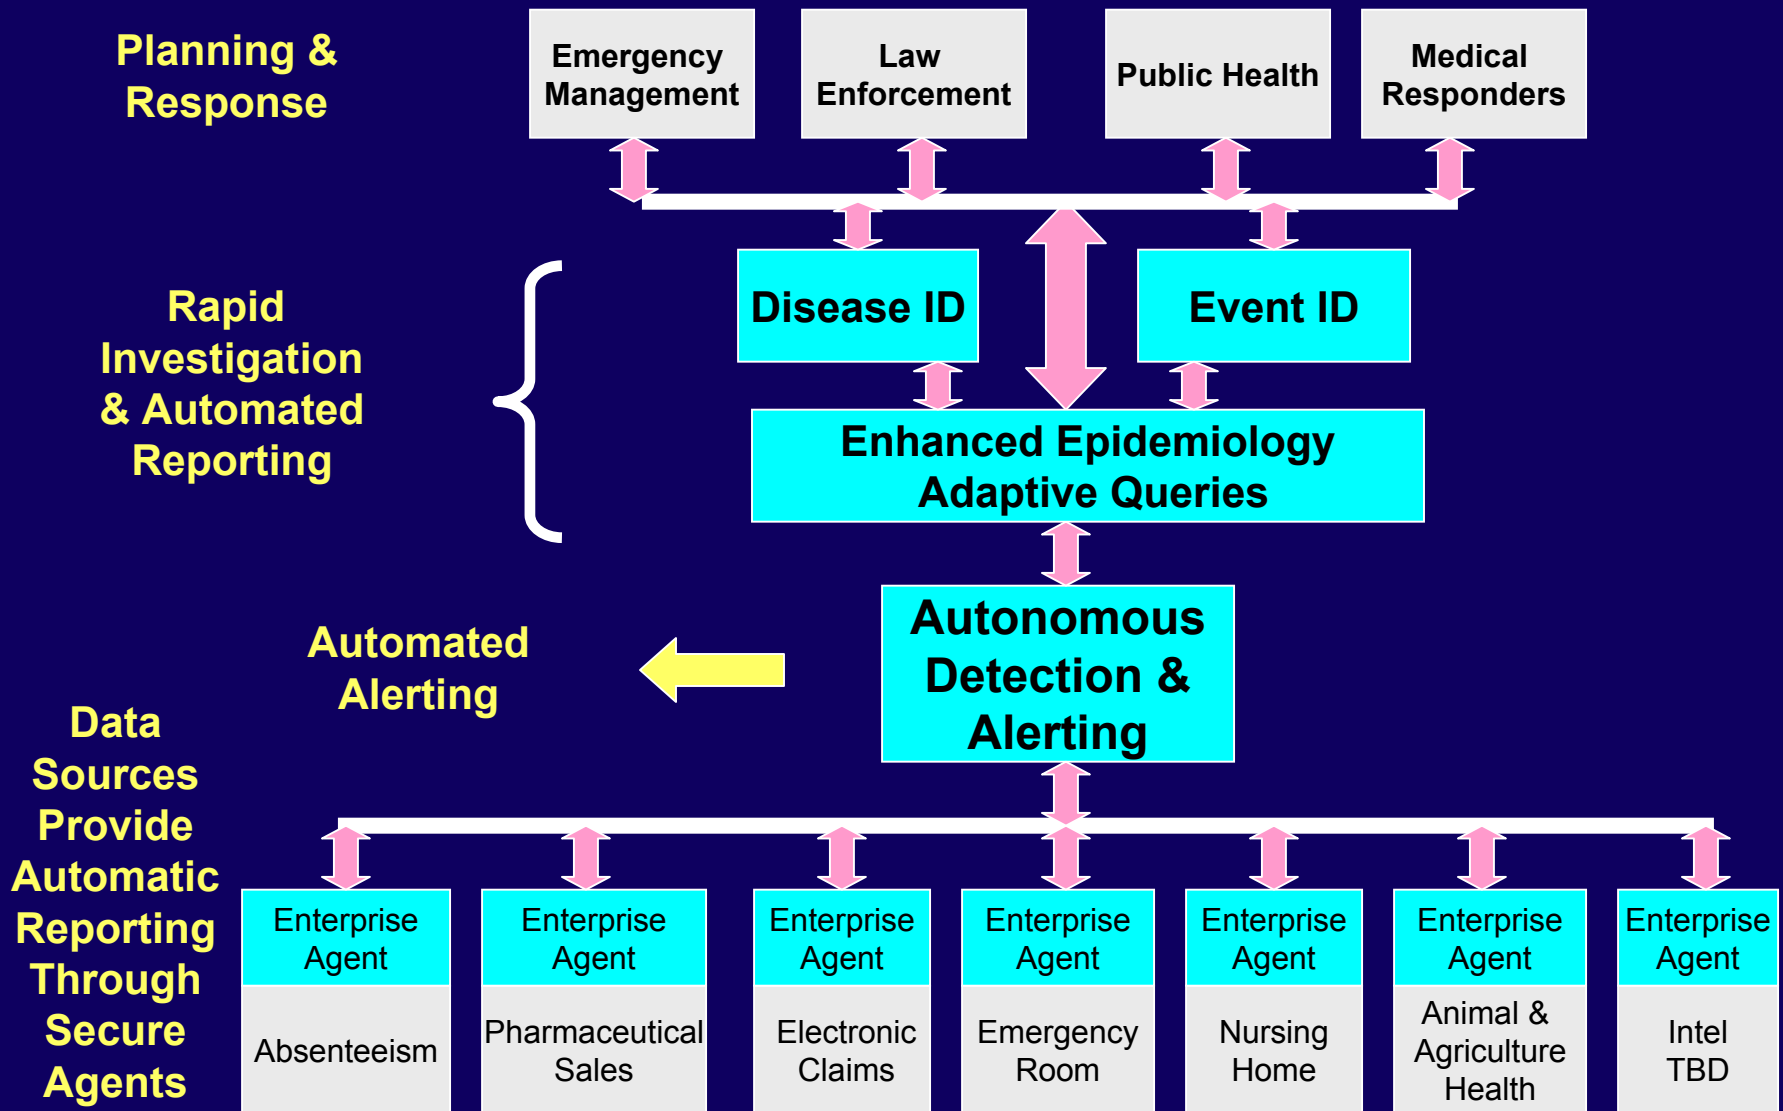 Planning &
Response
Emergency
Management
Law
Enforcement
Public Health
Medical
Responders
Rapid
Investigation
& Automated
Reporting
Disease ID
Event ID
Enhanced Epidemiology
Adaptive Queries
Automated
Alerting
Autonomous
Detection &
Alerting
Data
Sources
Provide
Automatic
Reporting
Through
Secure
Agents
Enterprise
Agent
Absenteeism
Enterprise
Agent
Pharmaceutical
Sales
Enterprise
Agent
Electronic
Claims
Enterprise
Agent
Emergency
Room
Enterprise
Agent
Nursing
Home
Enterprise
Agent
Animal &
Agriculture
Health
Enterprise
Agent
Intel
TBD